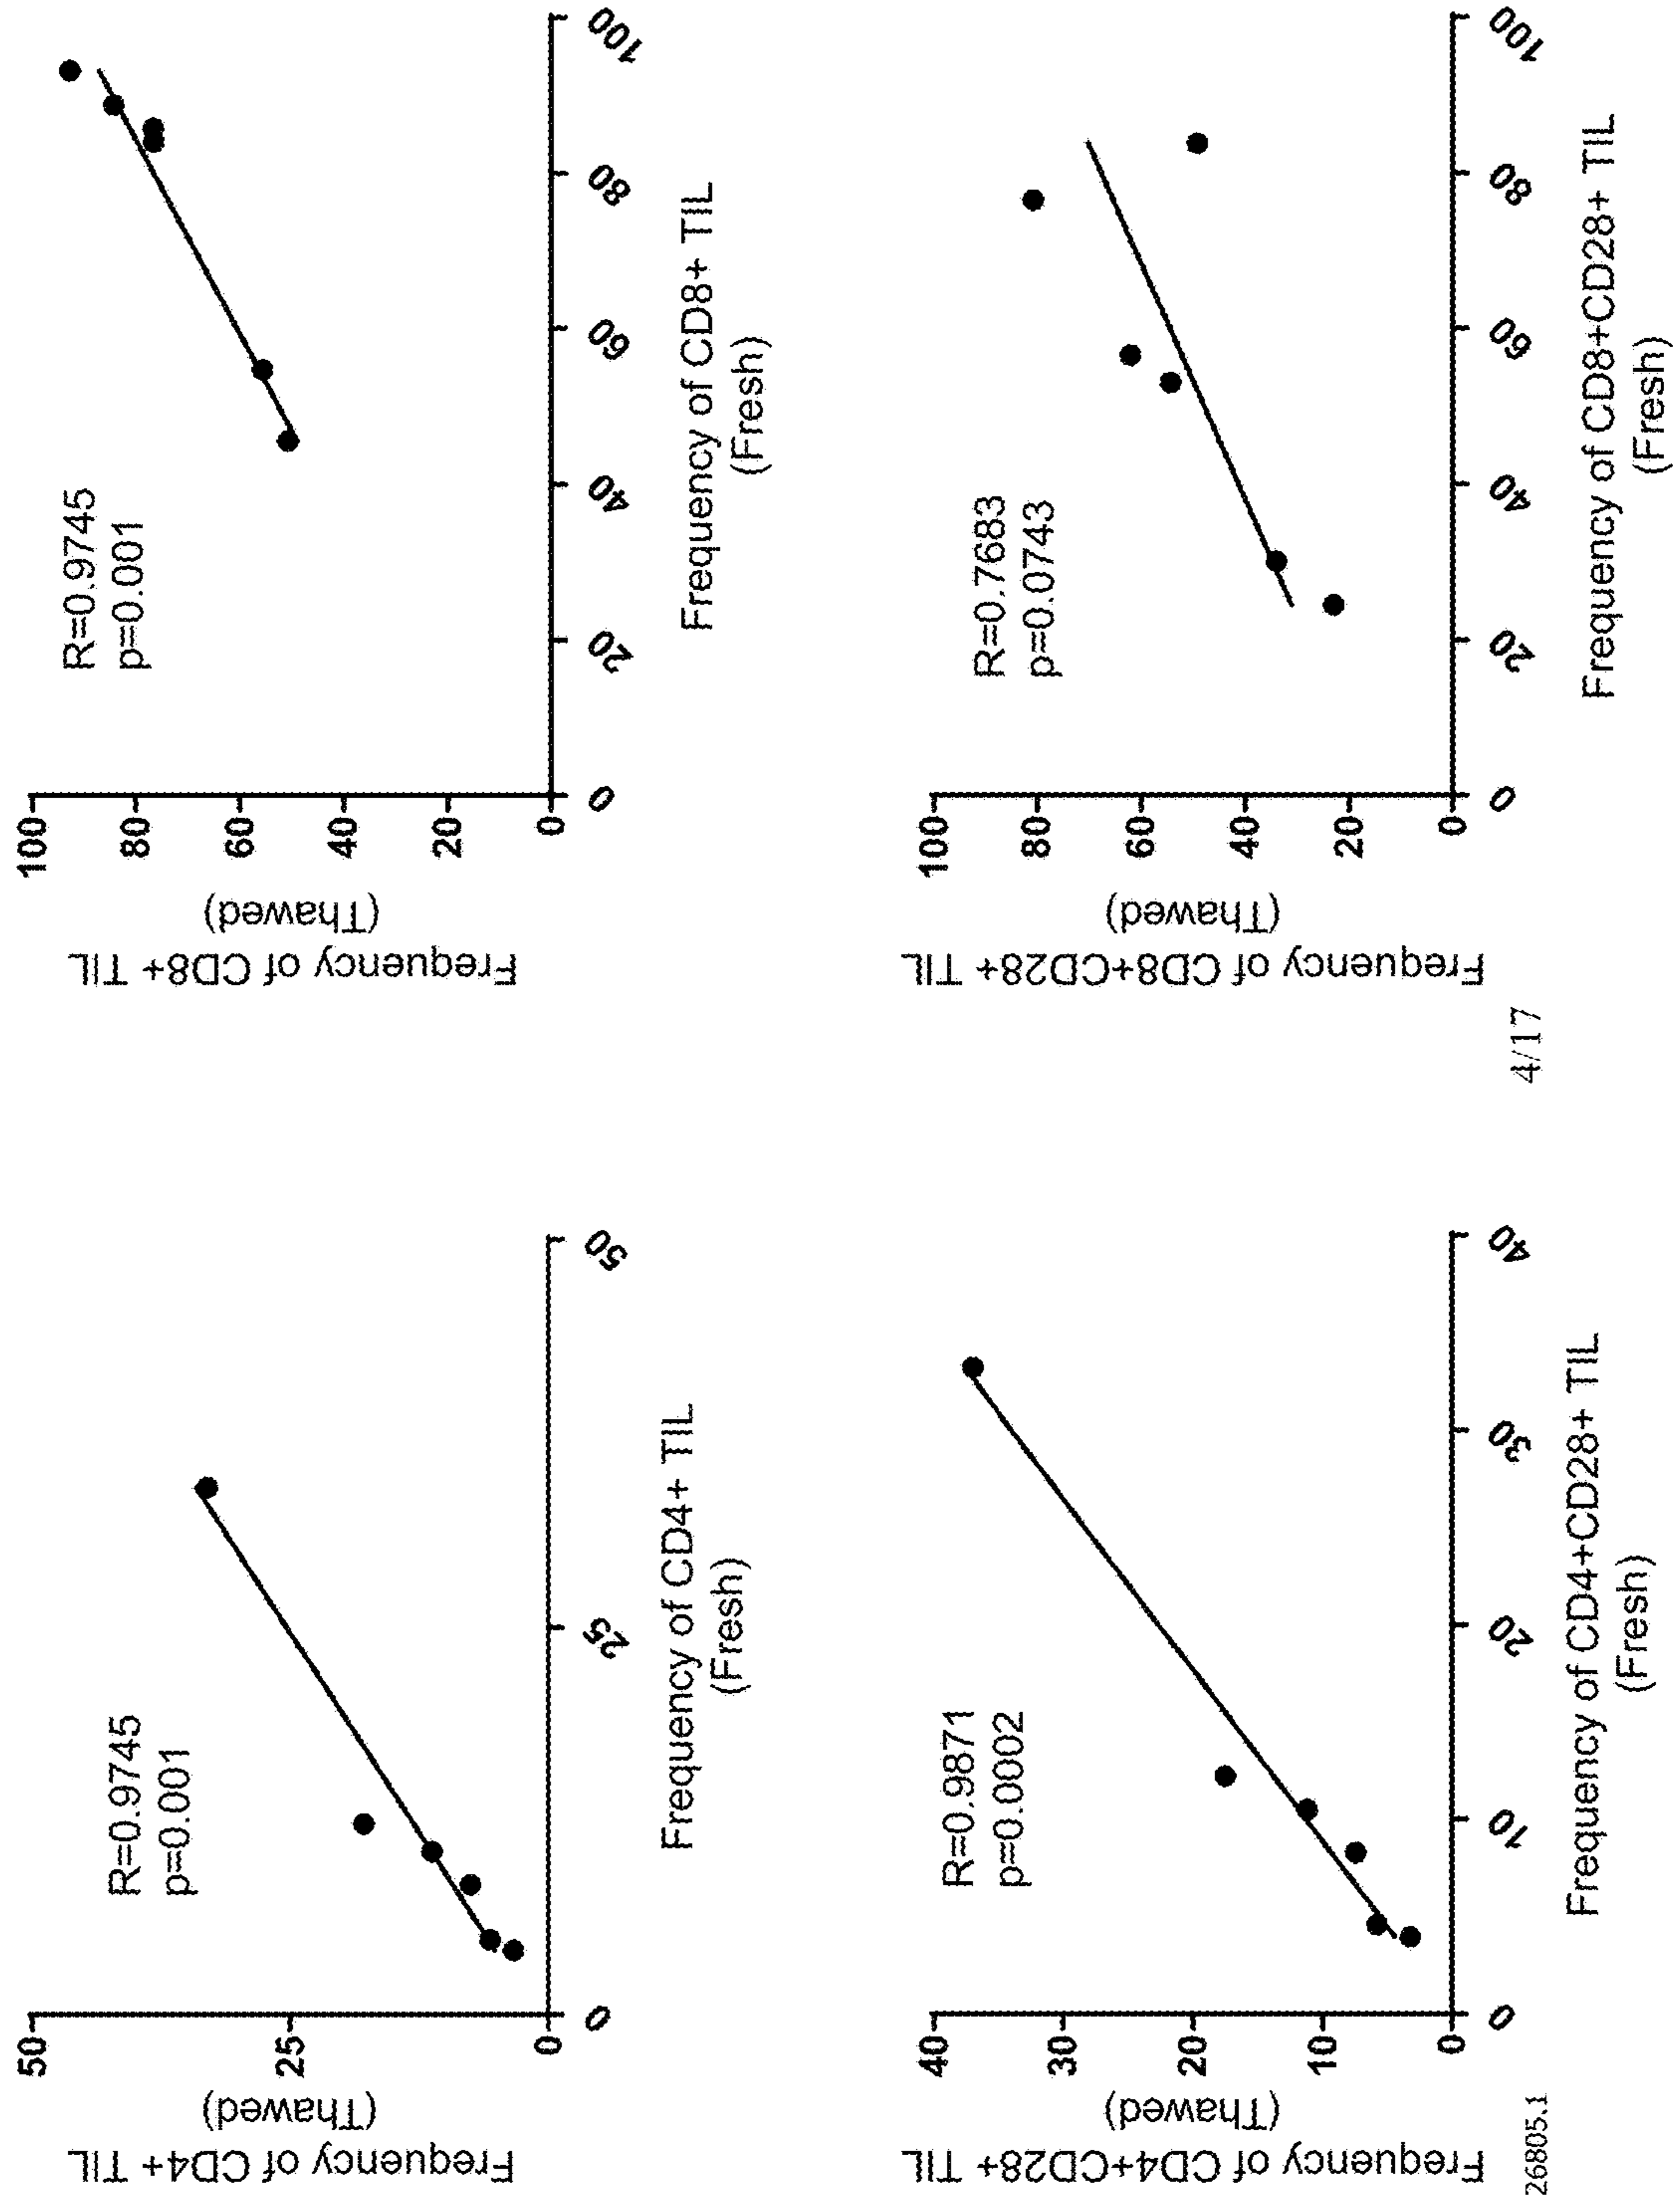 Frequency of CD4+ TIL
(Thawed)
50
25
0
R=0.9745
p=0.001
0
25
50
Frequency of CD4+ TIL
(Fresh)
Frequency of CD8+ TIL
(Thawed)
100
80
60
40
20
0
R=0.9745
p=0.001
0
20
40
60
80
100
Frequency of CD8+ TIL
(Fresh)
Frequency of CD4+CD28+ TIL
(Thawed)
40
30
20
10
0
R=0.9871
p=0.0002
0
10
20
30
40
Frequency of CD4+CD28+ TIL
(Fresh)
Frequency of CD8+CD28+ TIL
(Thawed)
100
80
60
40
20
0
R=0.7683
p=0.0743
0
20
40
60
80
100
Frequency of CD8+CD28+ TIL
(Fresh)
26805.1
4/17